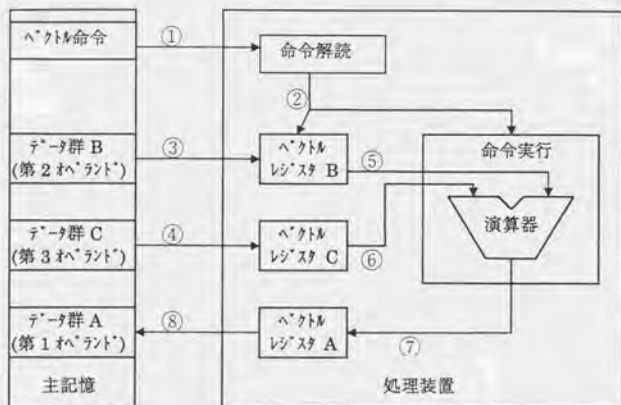 ベクトル命令
①
命令解読
②
データ群 B
(第 2 オペランド)
③
ベクトル
レジスタ B
⑤
命令実行
演算器
データ群 C
(第 3 オペランド)
④
ベクトル
レジスタ C
⑥
データ群 A
(第 1 オペランド)
⑧
ベクトル
レジスタ A
⑦
主記憶
処理装置